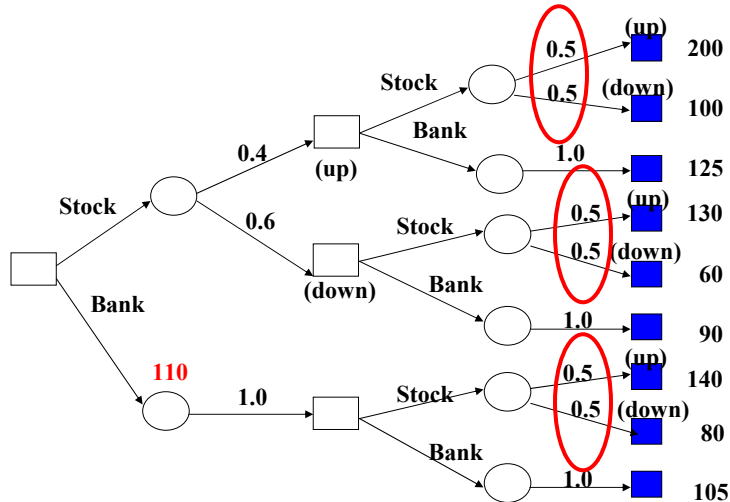 (up)
0.5 200
Stock
0.5 (down) 100
Bank
0.4 1.0 125
(up)
Stock (up)
Stock 0.5 130
0.6
0.5 (down)
(down) 60
Bank
Bank 1.0 90
(up)
110 0.5 140
Stock
1.0 0.5 (down)
80
Bank
1.0 105